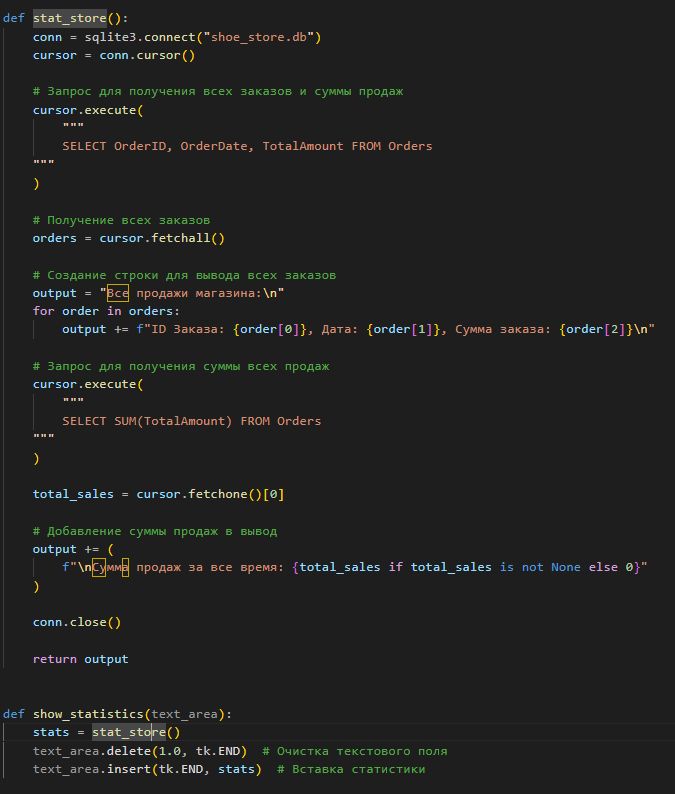 def stat_store():
    conn = sqlite3.connect("shoe_store.db")
    cursor = conn.cursor()
    # Запрос для получения всех заказов и суммы продаж
    cursor.execute(
        """
        SELECT OrderID, OrderDate, TotalAmount FROM Orders
    """
    )
    # Получение всех заказов
    orders = cursor.fetchall()
    # Создание строки для вывода всех заказов
    output = "Все продажи магазина:\n"
    for order in orders:
        output += f"ID Заказа: {order[0]}, Дата: {order[1]}, Сумма заказа: {order[2]}\n"
    # Запрос для получения суммы всех продаж
    cursor.execute(
        """
        SELECT SUM(TotalAmount) FROM Orders
    """
    )
    total_sales = cursor.fetchone()[0]
    # Добавление суммы продаж в вывод
    output += (
        f"\nСумма продаж за все время: {total_sales if total_sales is not None else 0}"
    )
    conn.close()
    return output
def show_statistics(text_area):
    stats = stat_store()
    text_area.delete(1.0, tk.END)  # Очистка текстового поля
    text_area.insert(tk.END, stats)  # Вставка статистики